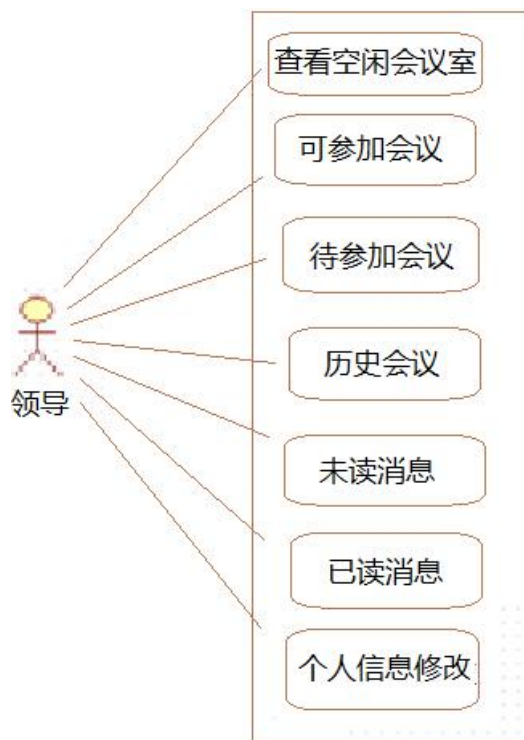 查看空闲会议室
可参加会议
待参加会议
历史会议
领导
未读消息
已读消息
个人信息修改